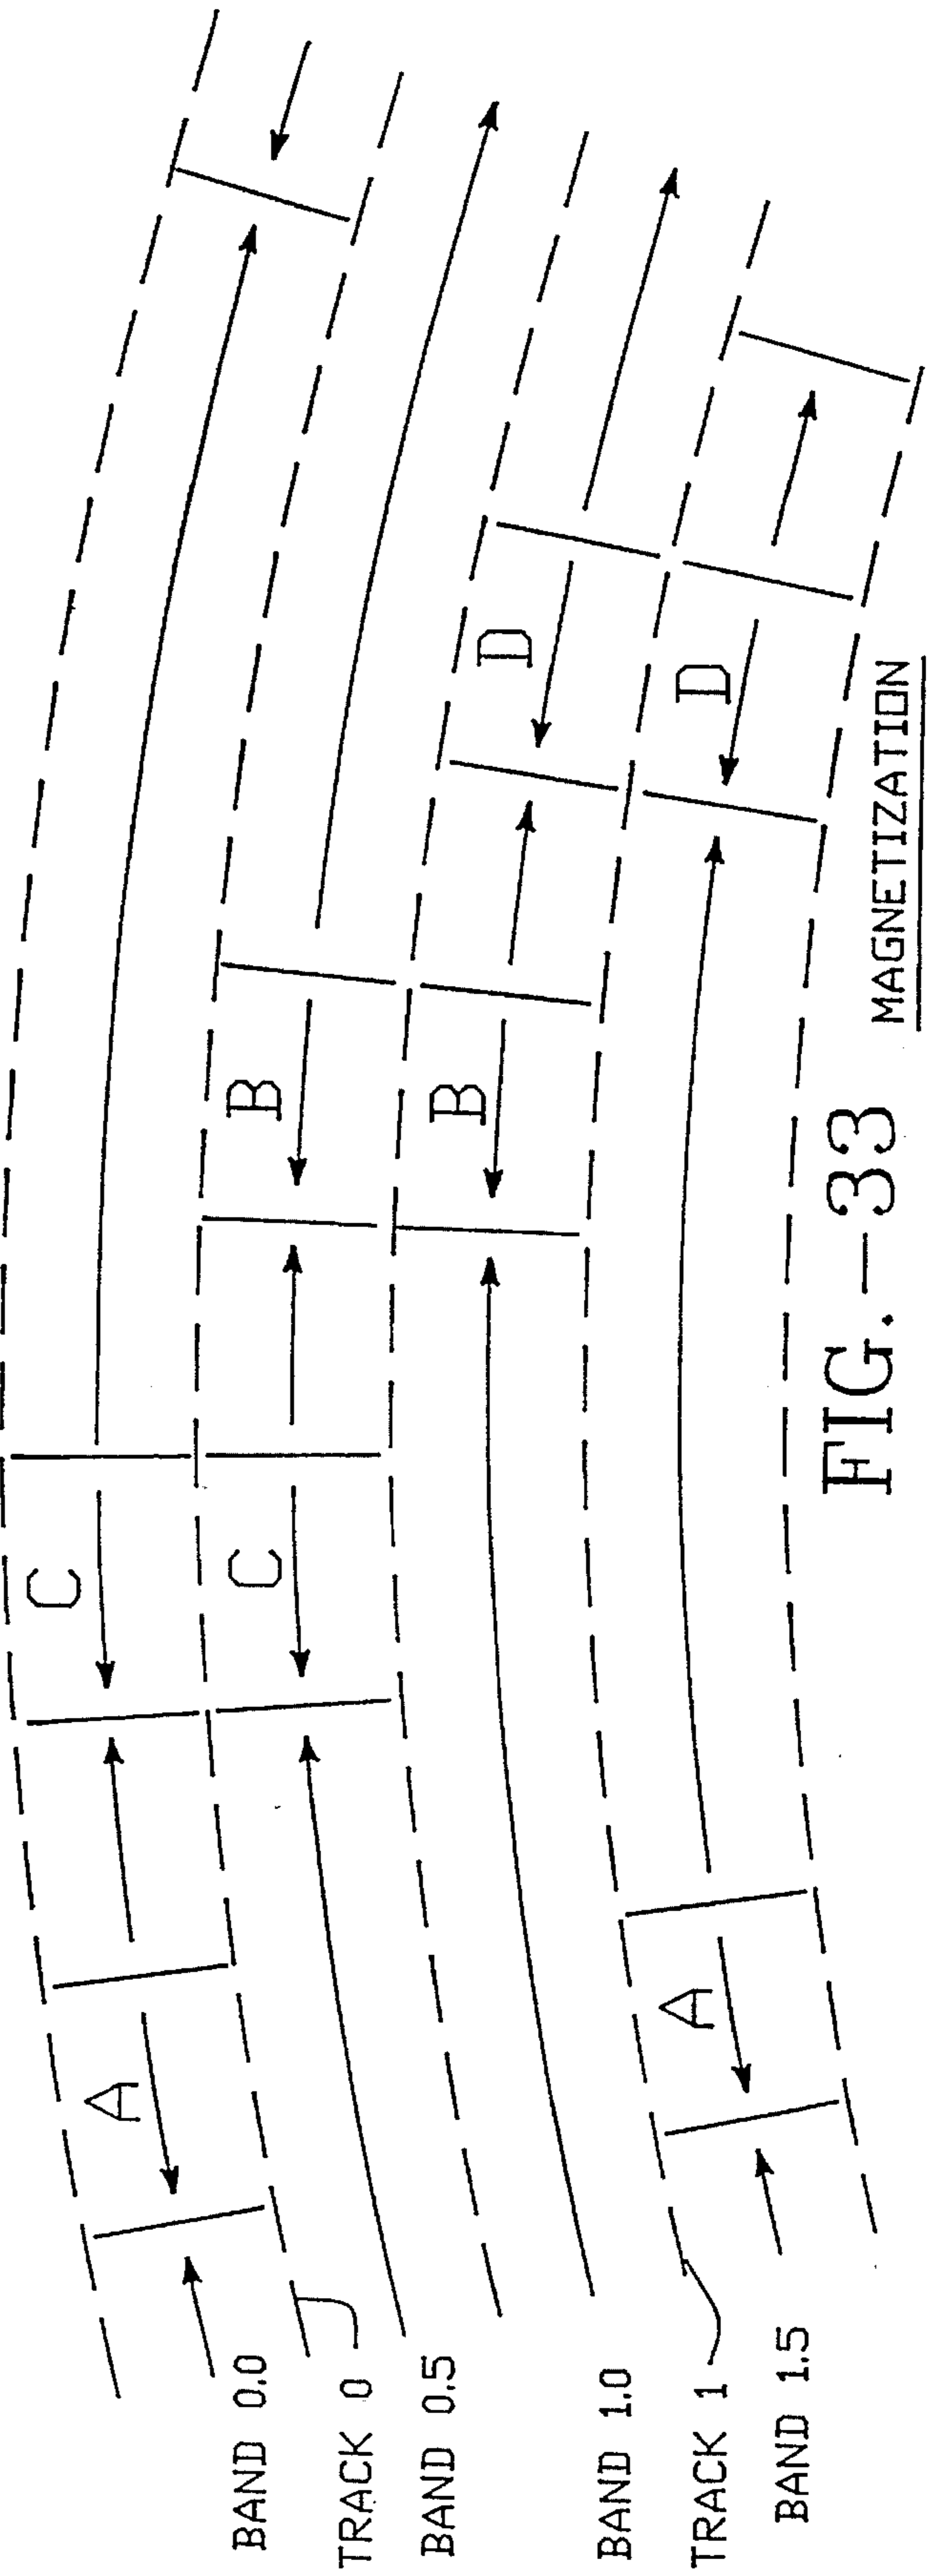 C
A
C
B
B
D
D
A
BAND 0.0
TRACK 0
BAND 0.5
BAND 1.0
TRACK 1
BAND 1.5
MAGNETIZATION
FIG.-33